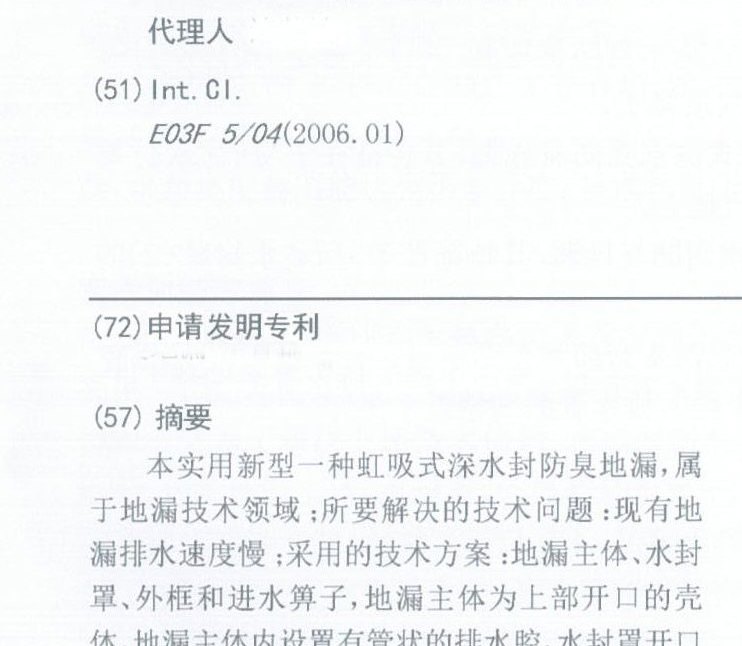 代理人
(51) Int. Cl.
E03F 5/04(2006.01)
(72)申请发明专利
(57) 摘要
本实用新型一种虹吸式深水封防臭地漏,属
于地漏技术领域;所要解决的技术问题:现有地
漏排水速度慢;采用的技术方案:地漏主体、水封
罩、外框和进水箅子,地漏主体为上部开口的壳
体,地漏主体内设置有管状的排水腔,水封罩开口